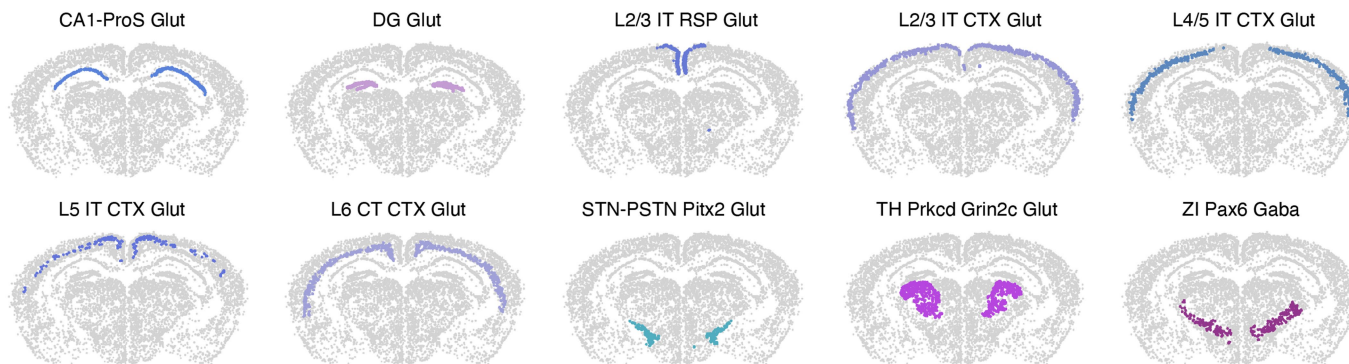 CA1-ProS Glut
DG Glut
L2/3 IT RSP Glut
L2/3 IT CTX Glut
L4/5 IT CTX Glut
L5 IT CTX Glut
L6 CT CTX Glut
STN-PSTN Pitx2 Glut
TH Prkcd Grin2c Glut
ZI Pax6 Gaba